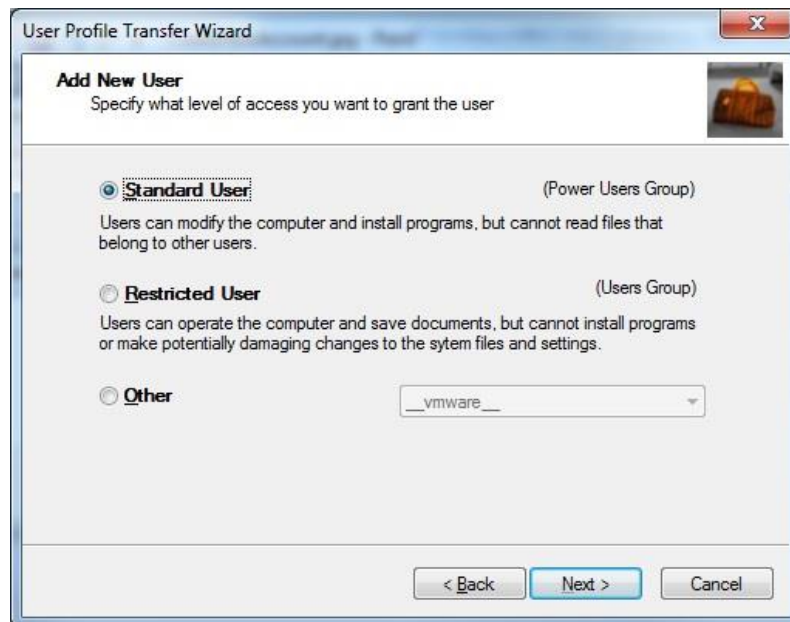 User Profile Transfer Wizard
Add New User
Specify what level of access you want to grant the user
Standard User (Power Users Group)
Users can modify the computer and install programs, but cannot read files that
belong to other users.
Restricted User (Users Group)
Users can operate the computer and save documents, but cannot install programs
or make potentially damaging changes to the sytem files and settings.
Other __vmware__
< Back Next > Cancel